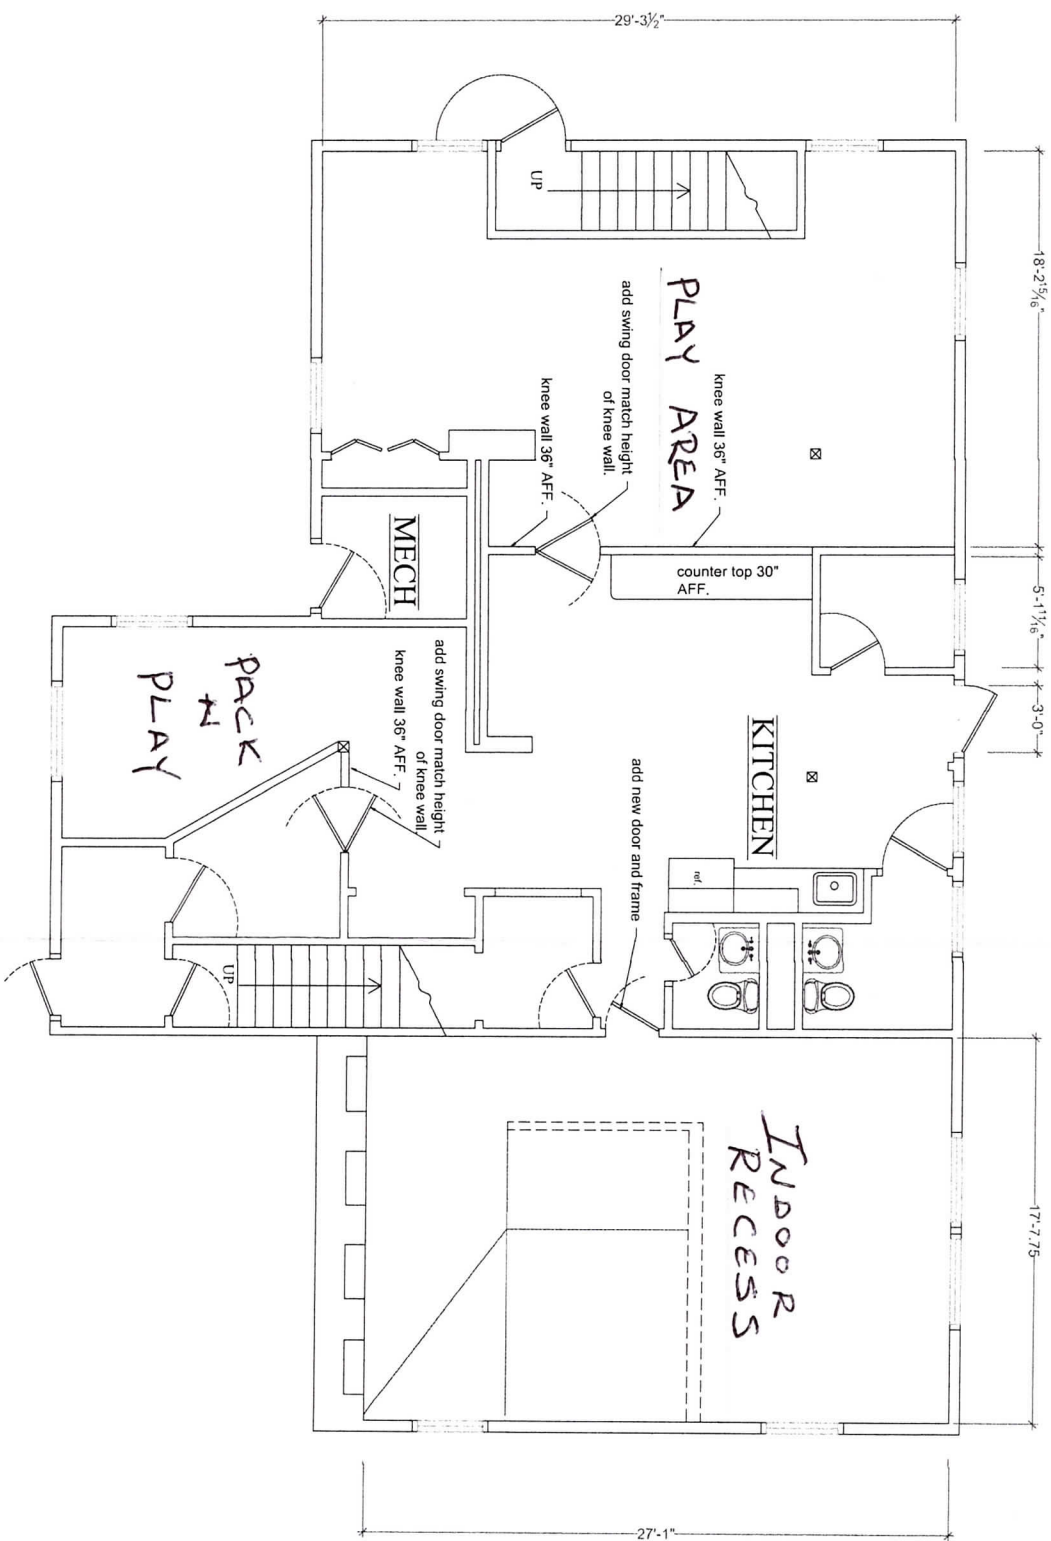 29'-3½"
18'-2 15/16"
5'-1 11/16"
3'-0"
17'-7.75
27'-1"
UP
PLAY AREA
add swing door match height
of knee wall.
knee wall 36" AFF.
knee wall 36" AFF.
MECH
counter top 30"
AFF.
KITCHEN
ref.
add new door and frame
add swing door match height
of knee wall.
knee wall 36" AFF.
PACK
N
PLAY
UP
INDOOR
RECESS